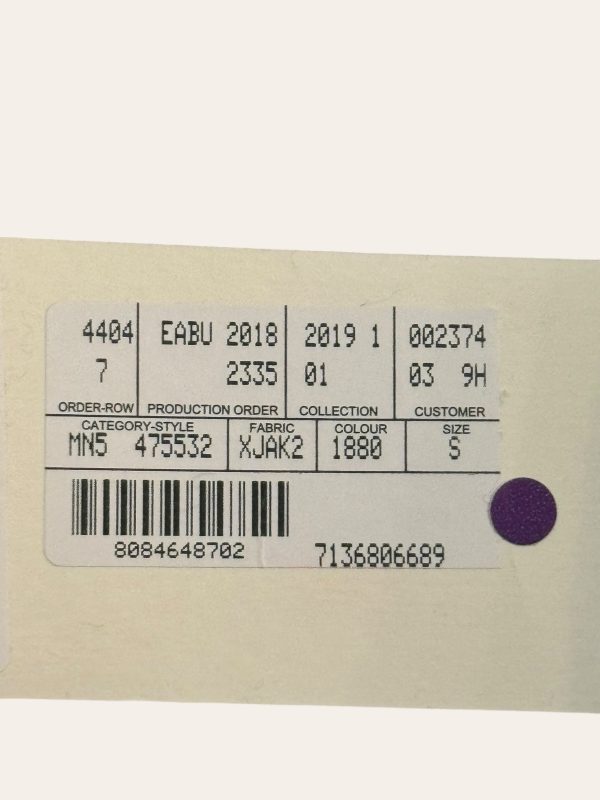 4404 EABU 2018 2019 1 002374
7 2335 01 03 9H
ORDER-ROW PRODUCTION ORDER COLLECTION CUSTOMER
CATEGORY-STYLE FABRIC COLOUR SIZE
MN5 475532 XJAK2 1880 S
8084648702 7136806689